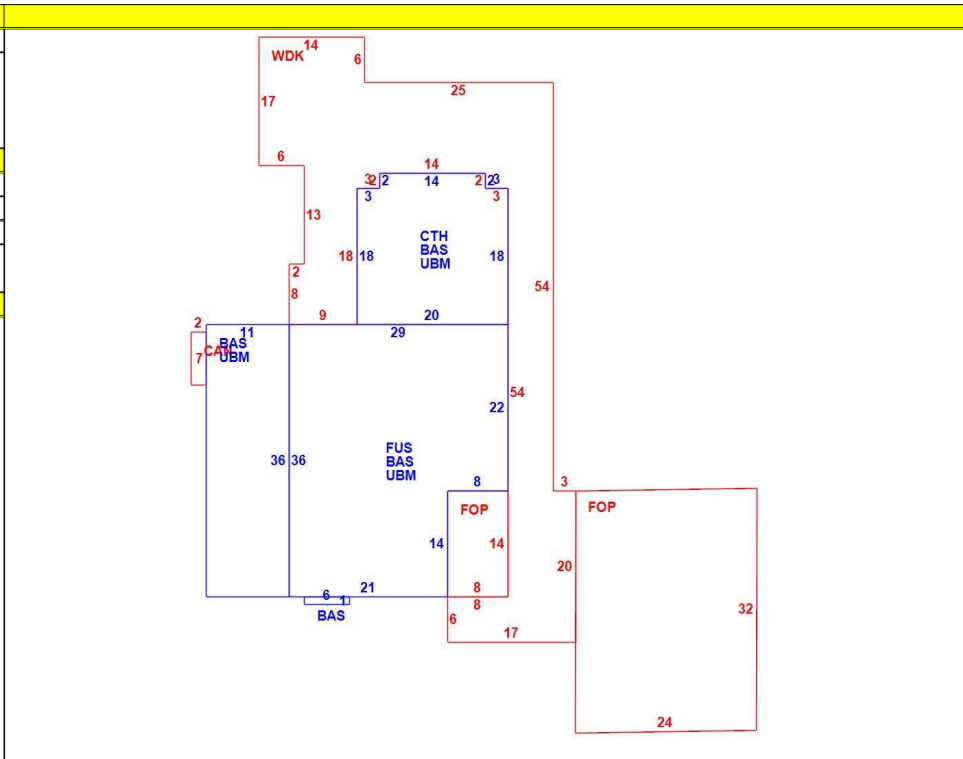 14
WDK
6
25
17
6
14
3 2 2 14 2 2 3
3 3
13
CTH
BAS
UBM
18 18 18
2
8
54
9 20
2
11 29
BAS
CAN
7 UBM
54
22
FUS
BAS
UBM
36 36
8
3
FOP FOP
14 14
20
21 8
6 1 8
BAS
6
17
32
24